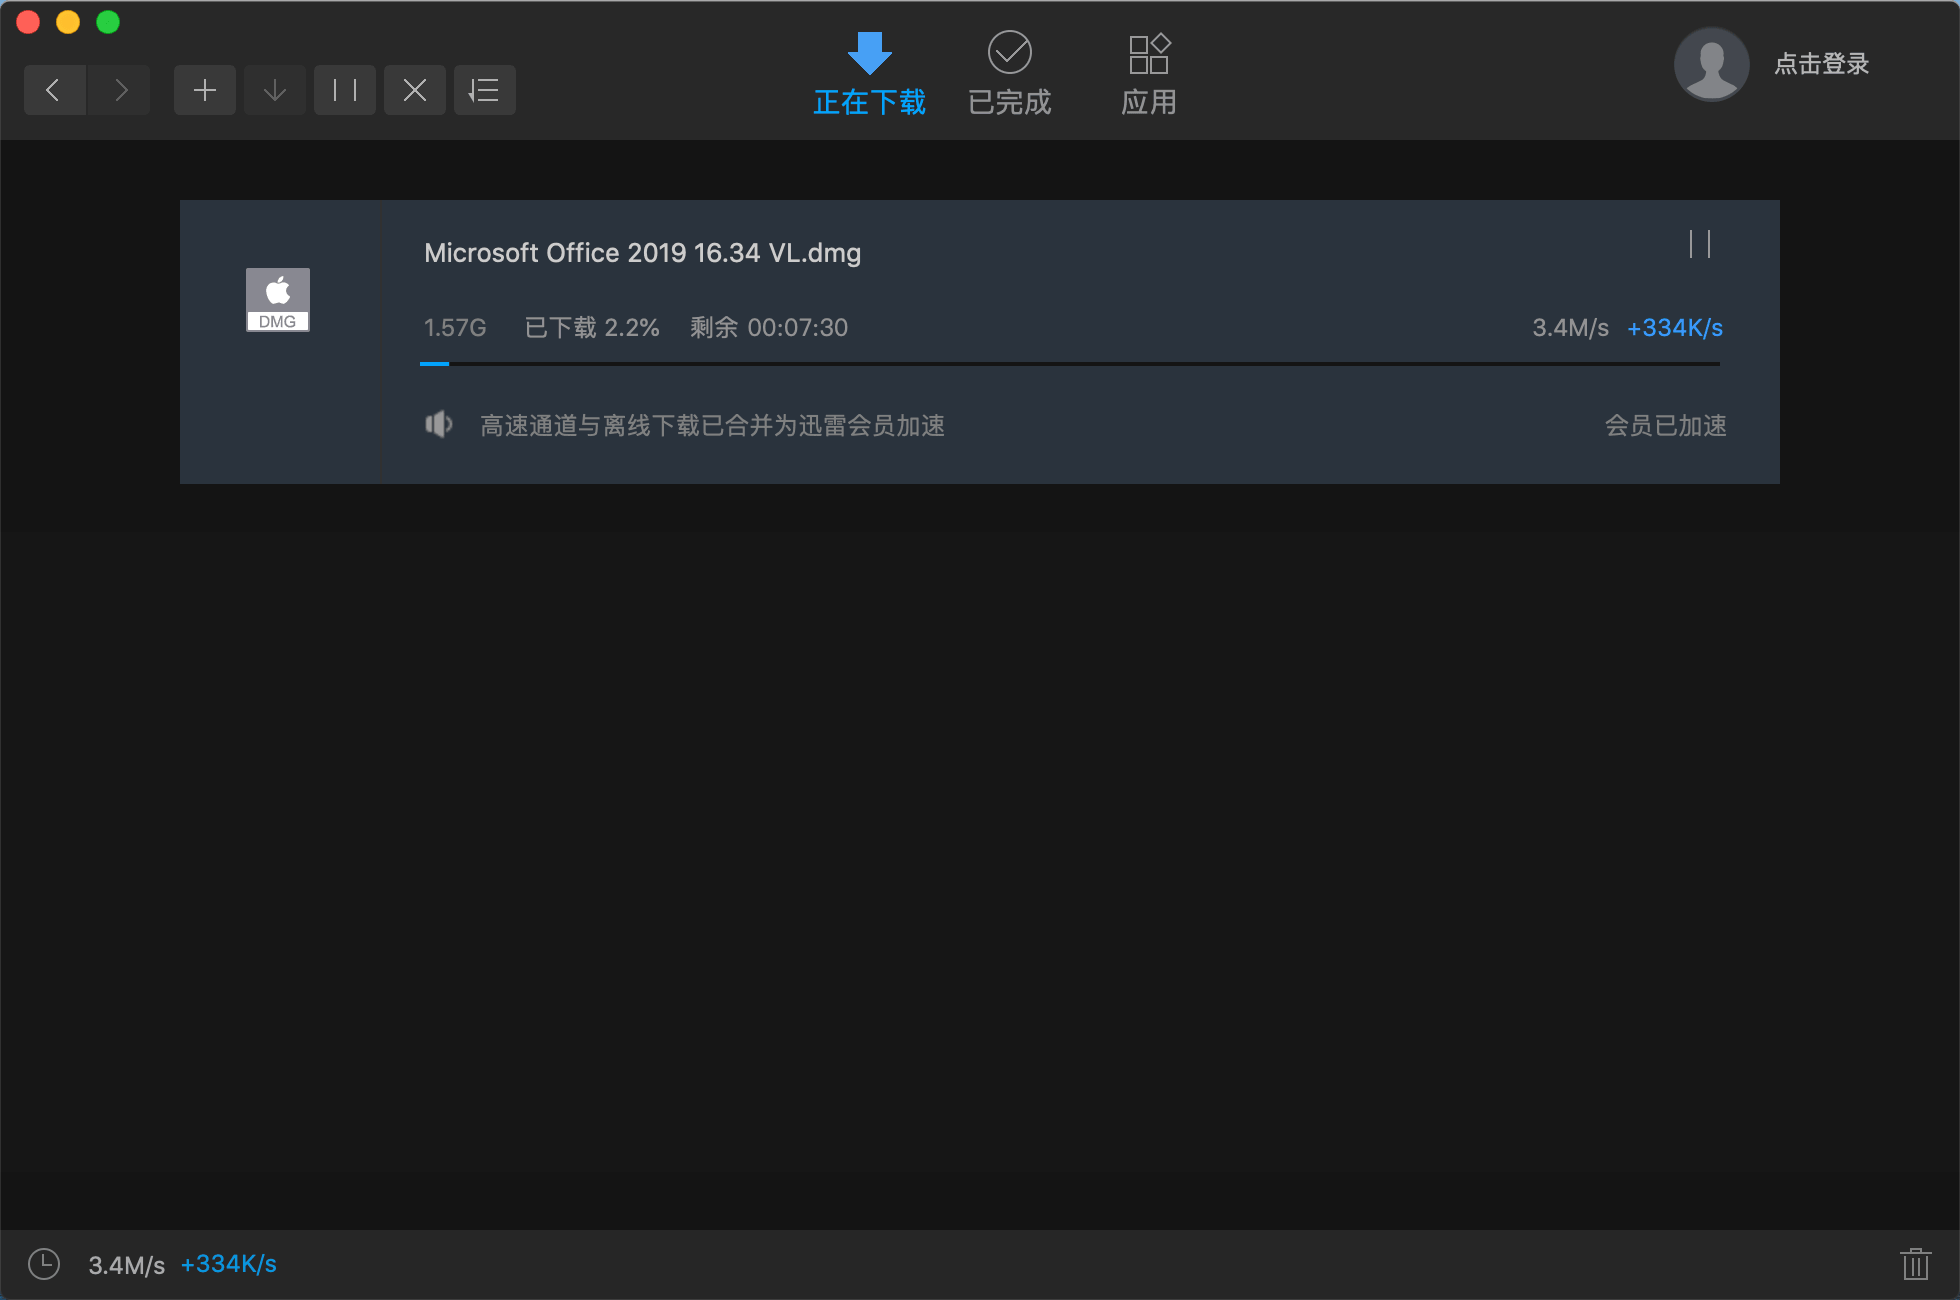 正在下载
已完成
应用
点击登录
Microsoft Office 2019 16.34 VL.dmg
DMG
1.57G 已下载 2.2% 剩余 00:07:30 3.4M/s +334K/s
高速通道与离线下载已合并为迅雷会员加速 会员已加速
3.4M/s +334K/s